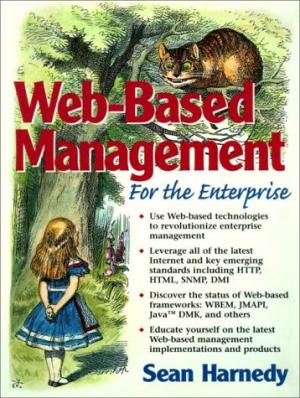 Web-Based
Management
For the Enterprise
• Use Web-based technologies
to revolutionize enterprise
management
• Leverage all of the latest
Internet and key emerging
standards including HTTP,
HTML, SNMP, DMI
• Discover the status of Web-based
frameworks: WBEM, JMAPI,
Java™ DMK, and others
• Educate yourself on the latest
Web-based management
implementations and products
Sean Harnedy